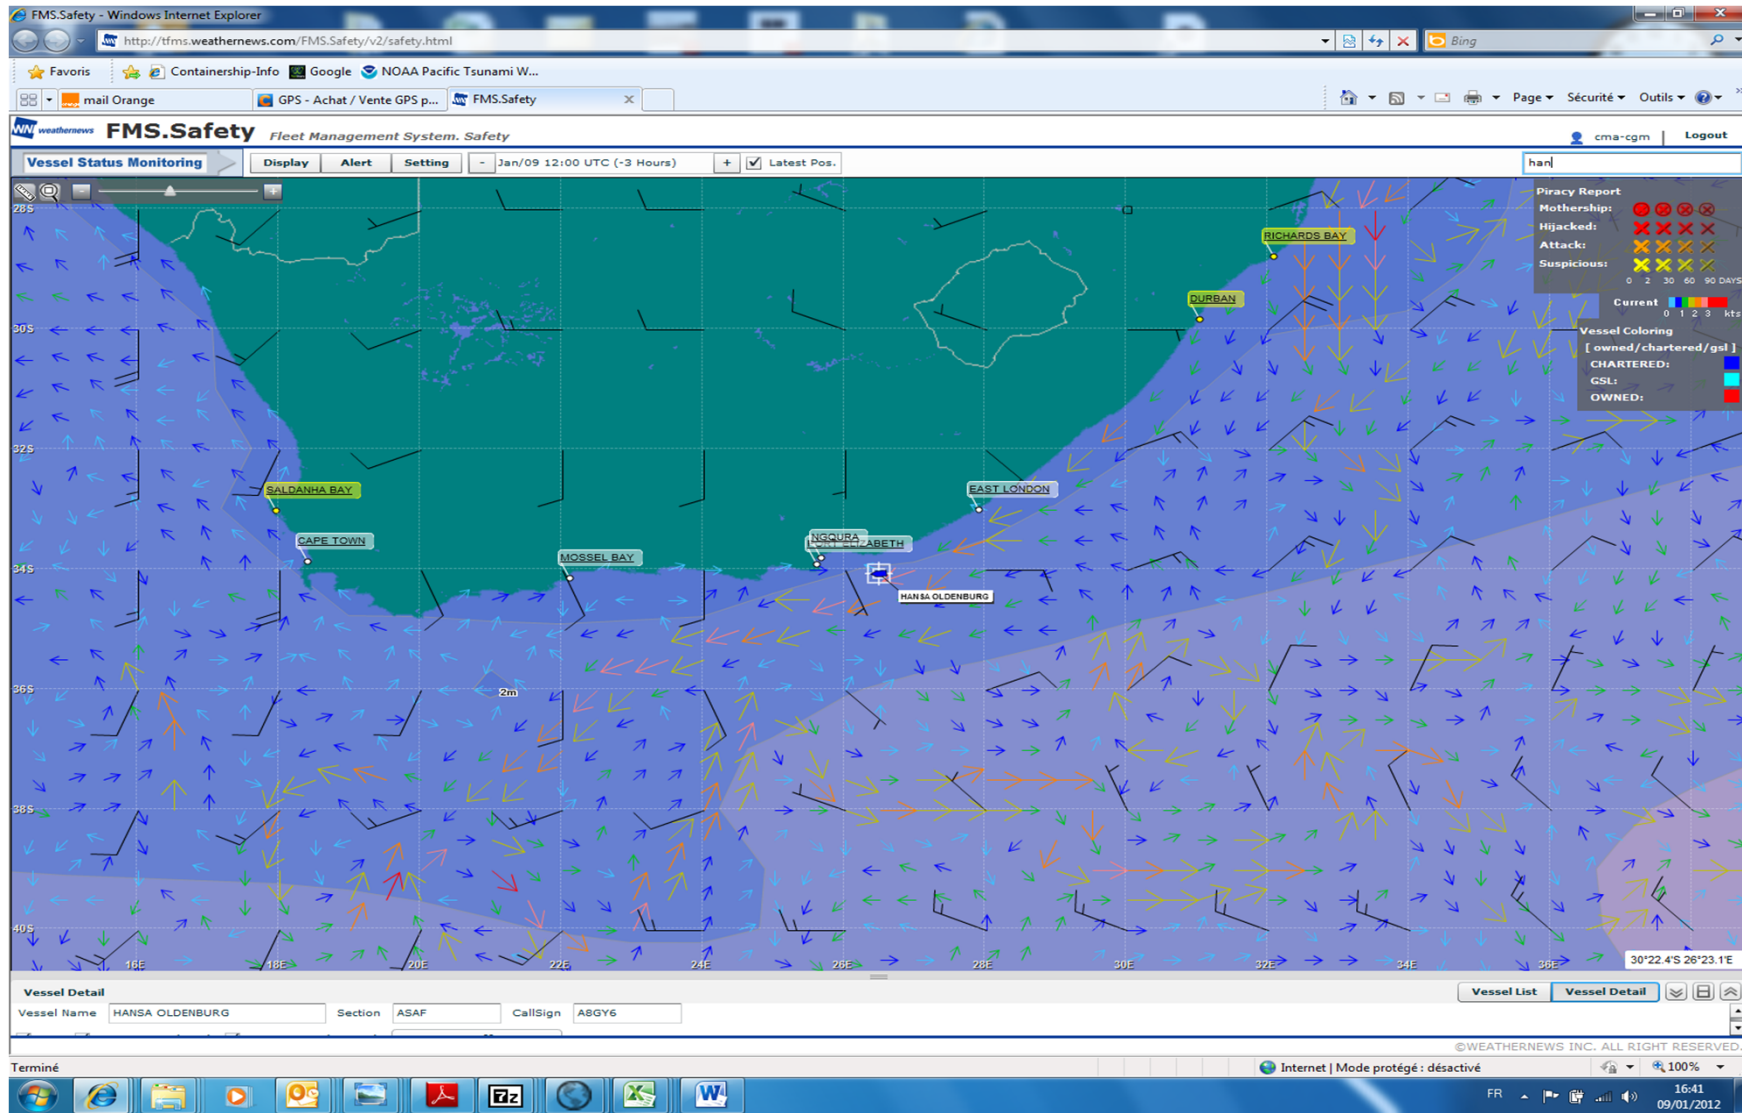 FMS.Safety - Windows Internet Explorer
http://tfms.weathernews.com/FMS.Safety/v2/safety.html
Bing
Favoris Containership-Info Google NOAA Pacific Tsunami W...
mail Orange GPS - Achat / Vente GPS p... FMS.Safety x Page Sécurité Outils
WNI weathernews FMS.Safety Fleet Management System. Safety cma-cgm | Logout
Vessel Status Monitoring Display Alert Setting - Jan/09 12:00 UTC (-3 Hours) + Latest Pos. han
Piracy Report
Mothership:
Hijacked:
Attack:
Suspicious:
0 2 30 60 90 DAYS
Current
0 1 2 3 kts
Vessel Coloring
[ owned/chartered/gsl ]
CHARTERED:
GSL:
OWNED:
28S
RICHARDS BAY
DURBAN
30S
32S
SALDANHA BAY
EAST LONDON
CAPE TOWN
NGQURA
PORT ELIZABETH
MOSSEL BAY
34S
HANSA OLDENBURG
36S
2m
38S
40S
16E 18E 20E 22E 24E 26E 28E 30E 32E 34E 36E
30°22.4'S 26°23.1'E
Vessel Detail Vessel List Vessel Detail
Vessel Name HANSA OLDENBURG Section ASAF CallSign A8GY6
©WEATHERNEWS INC. ALL RIGHT RESERVED.
Terminé Internet | Mode protégé : désactivé 100%
FR 16:41
09/01/2012